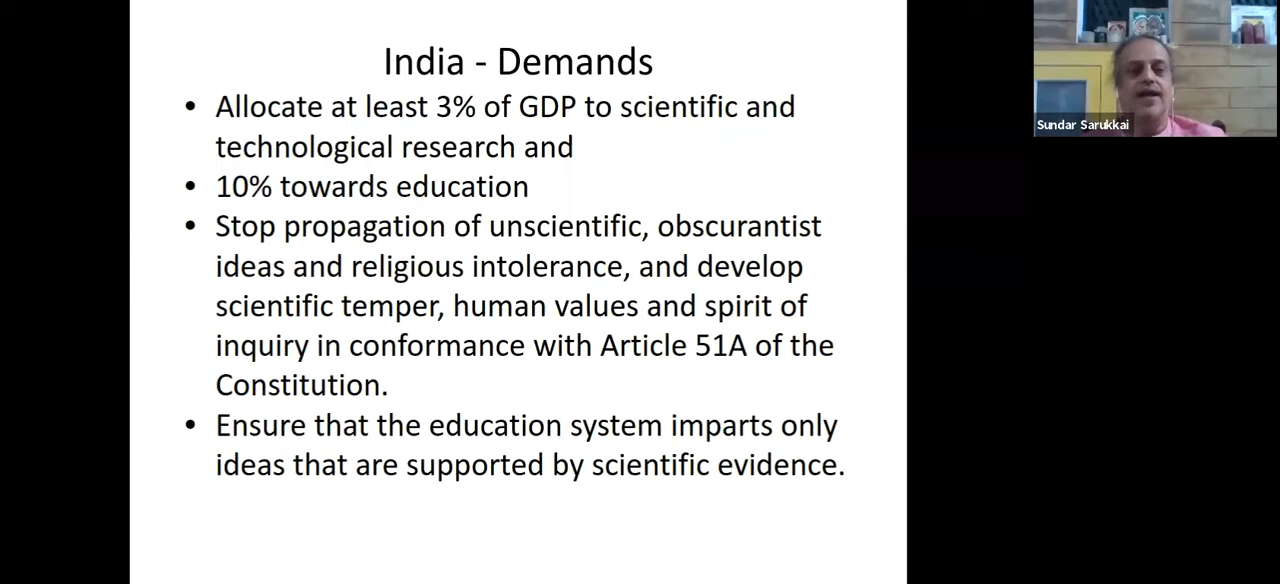 India - Demands
• Allocate at least 3% of GDP to scientific and
technological research and
• 10% towards education
• Stop propagation of unscientific, obscurantist
ideas and religious intolerance, and develop
scientific temper, human values and spirit of
inquiry in conformance with Article 51A of the
Constitution.
• Ensure that the education system imparts only
ideas that are supported by scientific evidence.
Sundar Sarukkai